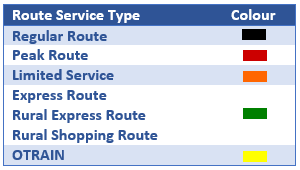 Route Service Type Colour
Regular Route
Peak Route
Limited Service
Express Route
Rural Express Route
Rural Shopping Route
OTRAIN